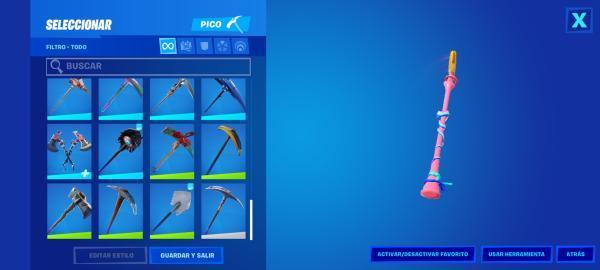 SELECCIONAR
PICO
X
FILTRO - TODO
BUSCAR
EDITAR ESTILO
GUARDAR Y SALIR
ACTIVAR/DESACTIVAR FAVORITO
USAR HERRAMIENTA
ATRÁS